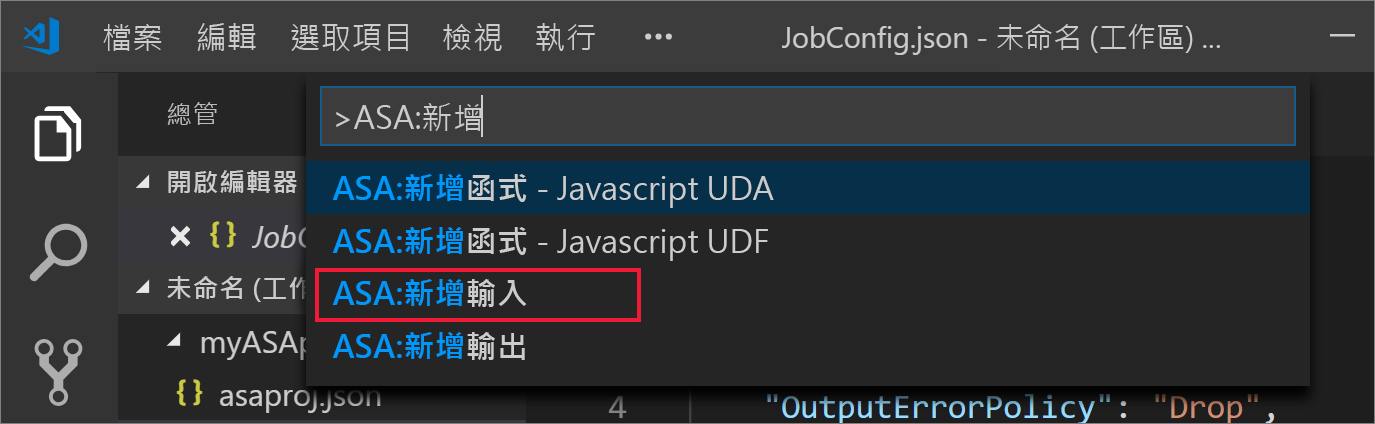 檔案 編輯 選取項目 檢視 執行 ··· JobConfig.json - 未命名 (工作區) ...
總管
>ASA:新增
開啟編輯器
ASA:新增函式 - Javascript UDA
{} JobC
ASA:新增函式 - Javascript UDF
未命名 (工作
ASA:新增輸入
myASAp
ASA:新增輸出
{} asaproj.json
4 "OutputErrorPolicy": "Drop",